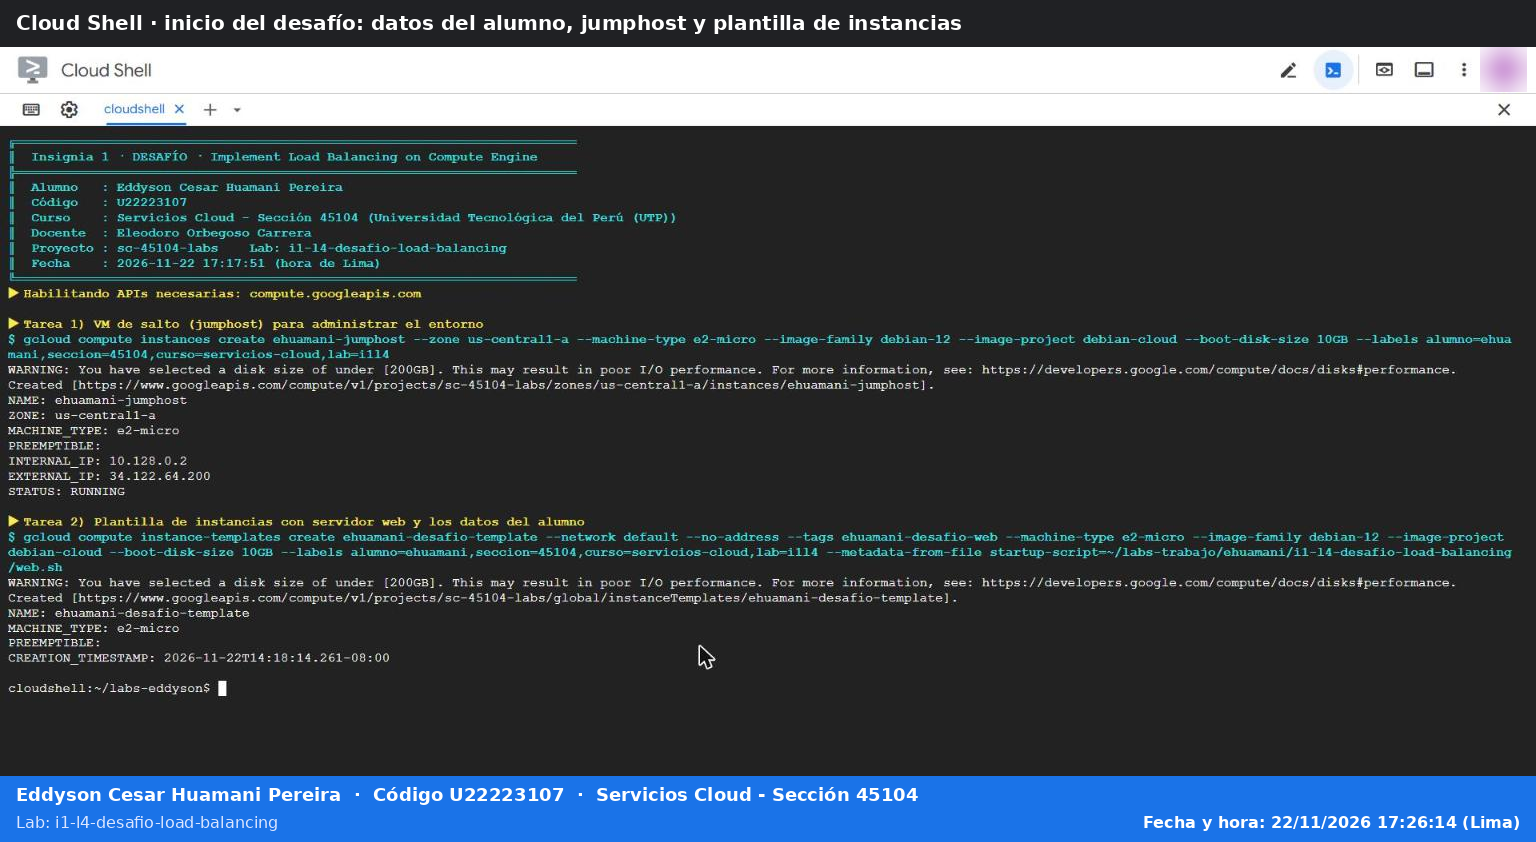 Cloud Shell · inicio del desafío: datos del alumno, jumphost y plantilla de instancias
Cloud Shell
cloudshell
Insignia 1 · DESAFÍO · Implement Load Balancing on Compute Engine
Alumno : Eddyson Cesar Huamani Pereira
Código : U22223107
Curso : Servicios Cloud - Sección 45104 (Universidad Tecnológica del Perú (UTP))
Docente : Eleodoro Orbegoso Carrera
Proyecto : sc-45104-labs Lab: i1-l4-desafio-load-balancing
Fecha : 2026-11-22 17:17:51 (hora de Lima)
▶ Habilitando APIs necesarias: compute.googleapis.com
▶ Tarea 1) VM de salto (jumphost) para administrar el entorno
$ gcloud compute instances create ehuamani-jumphost --zone us-central1-a --machine-type e2-micro --image-family debian-12 --image-project debian-cloud --boot-disk-size 10GB --labels alumno=ehua
mani,seccion=45104,curso=servicios-cloud,lab=i1l4
WARNING: You have selected a disk size of under [200GB]. This may result in poor I/O performance. For more information, see: https://developers.google.com/compute/docs/disks#performance.
Created [https://www.googleapis.com/compute/v1/projects/sc-45104-labs/zones/us-central1-a/instances/ehuamani-jumphost].
NAME: ehuamani-jumphost
ZONE: us-central1-a
MACHINE_TYPE: e2-micro
PREEMPTIBLE:
INTERNAL_IP: 10.128.0.2
EXTERNAL_IP: 34.122.64.200
STATUS: RUNNING
▶ Tarea 2) Plantilla de instancias con servidor web y los datos del alumno
$ gcloud compute instance-templates create ehuamani-desafio-template --network default --no-address --tags ehuamani-desafio-web --machine-type e2-micro --image-family debian-12 --image-project
debian-cloud --boot-disk-size 10GB --labels alumno=ehuamani,seccion=45104,curso=servicios-cloud,lab=i1l4 --metadata-from-file startup-script=~/labs-trabajo/ehuamani/i1-l4-desafio-load-balancing
/web.sh
WARNING: You have selected a disk size of under [200GB]. This may result in poor I/O performance. For more information, see: https://developers.google.com/compute/docs/disks#performance.
Created [https://www.googleapis.com/compute/v1/projects/sc-45104-labs/global/instanceTemplates/ehuamani-desafio-template].
NAME: ehuamani-desafio-template
MACHINE_TYPE: e2-micro
PREEMPTIBLE:
CREATION_TIMESTAMP: 2026-11-22T14:18:14.261-08:00
cloudshell:~/labs-eddyson$
Eddyson Cesar Huamani Pereira · Código U22223107 · Servicios Cloud - Sección 45104
Lab: i1-l4-desafio-load-balancing
Fecha y hora: 22/11/2026 17:26:14 (Lima)